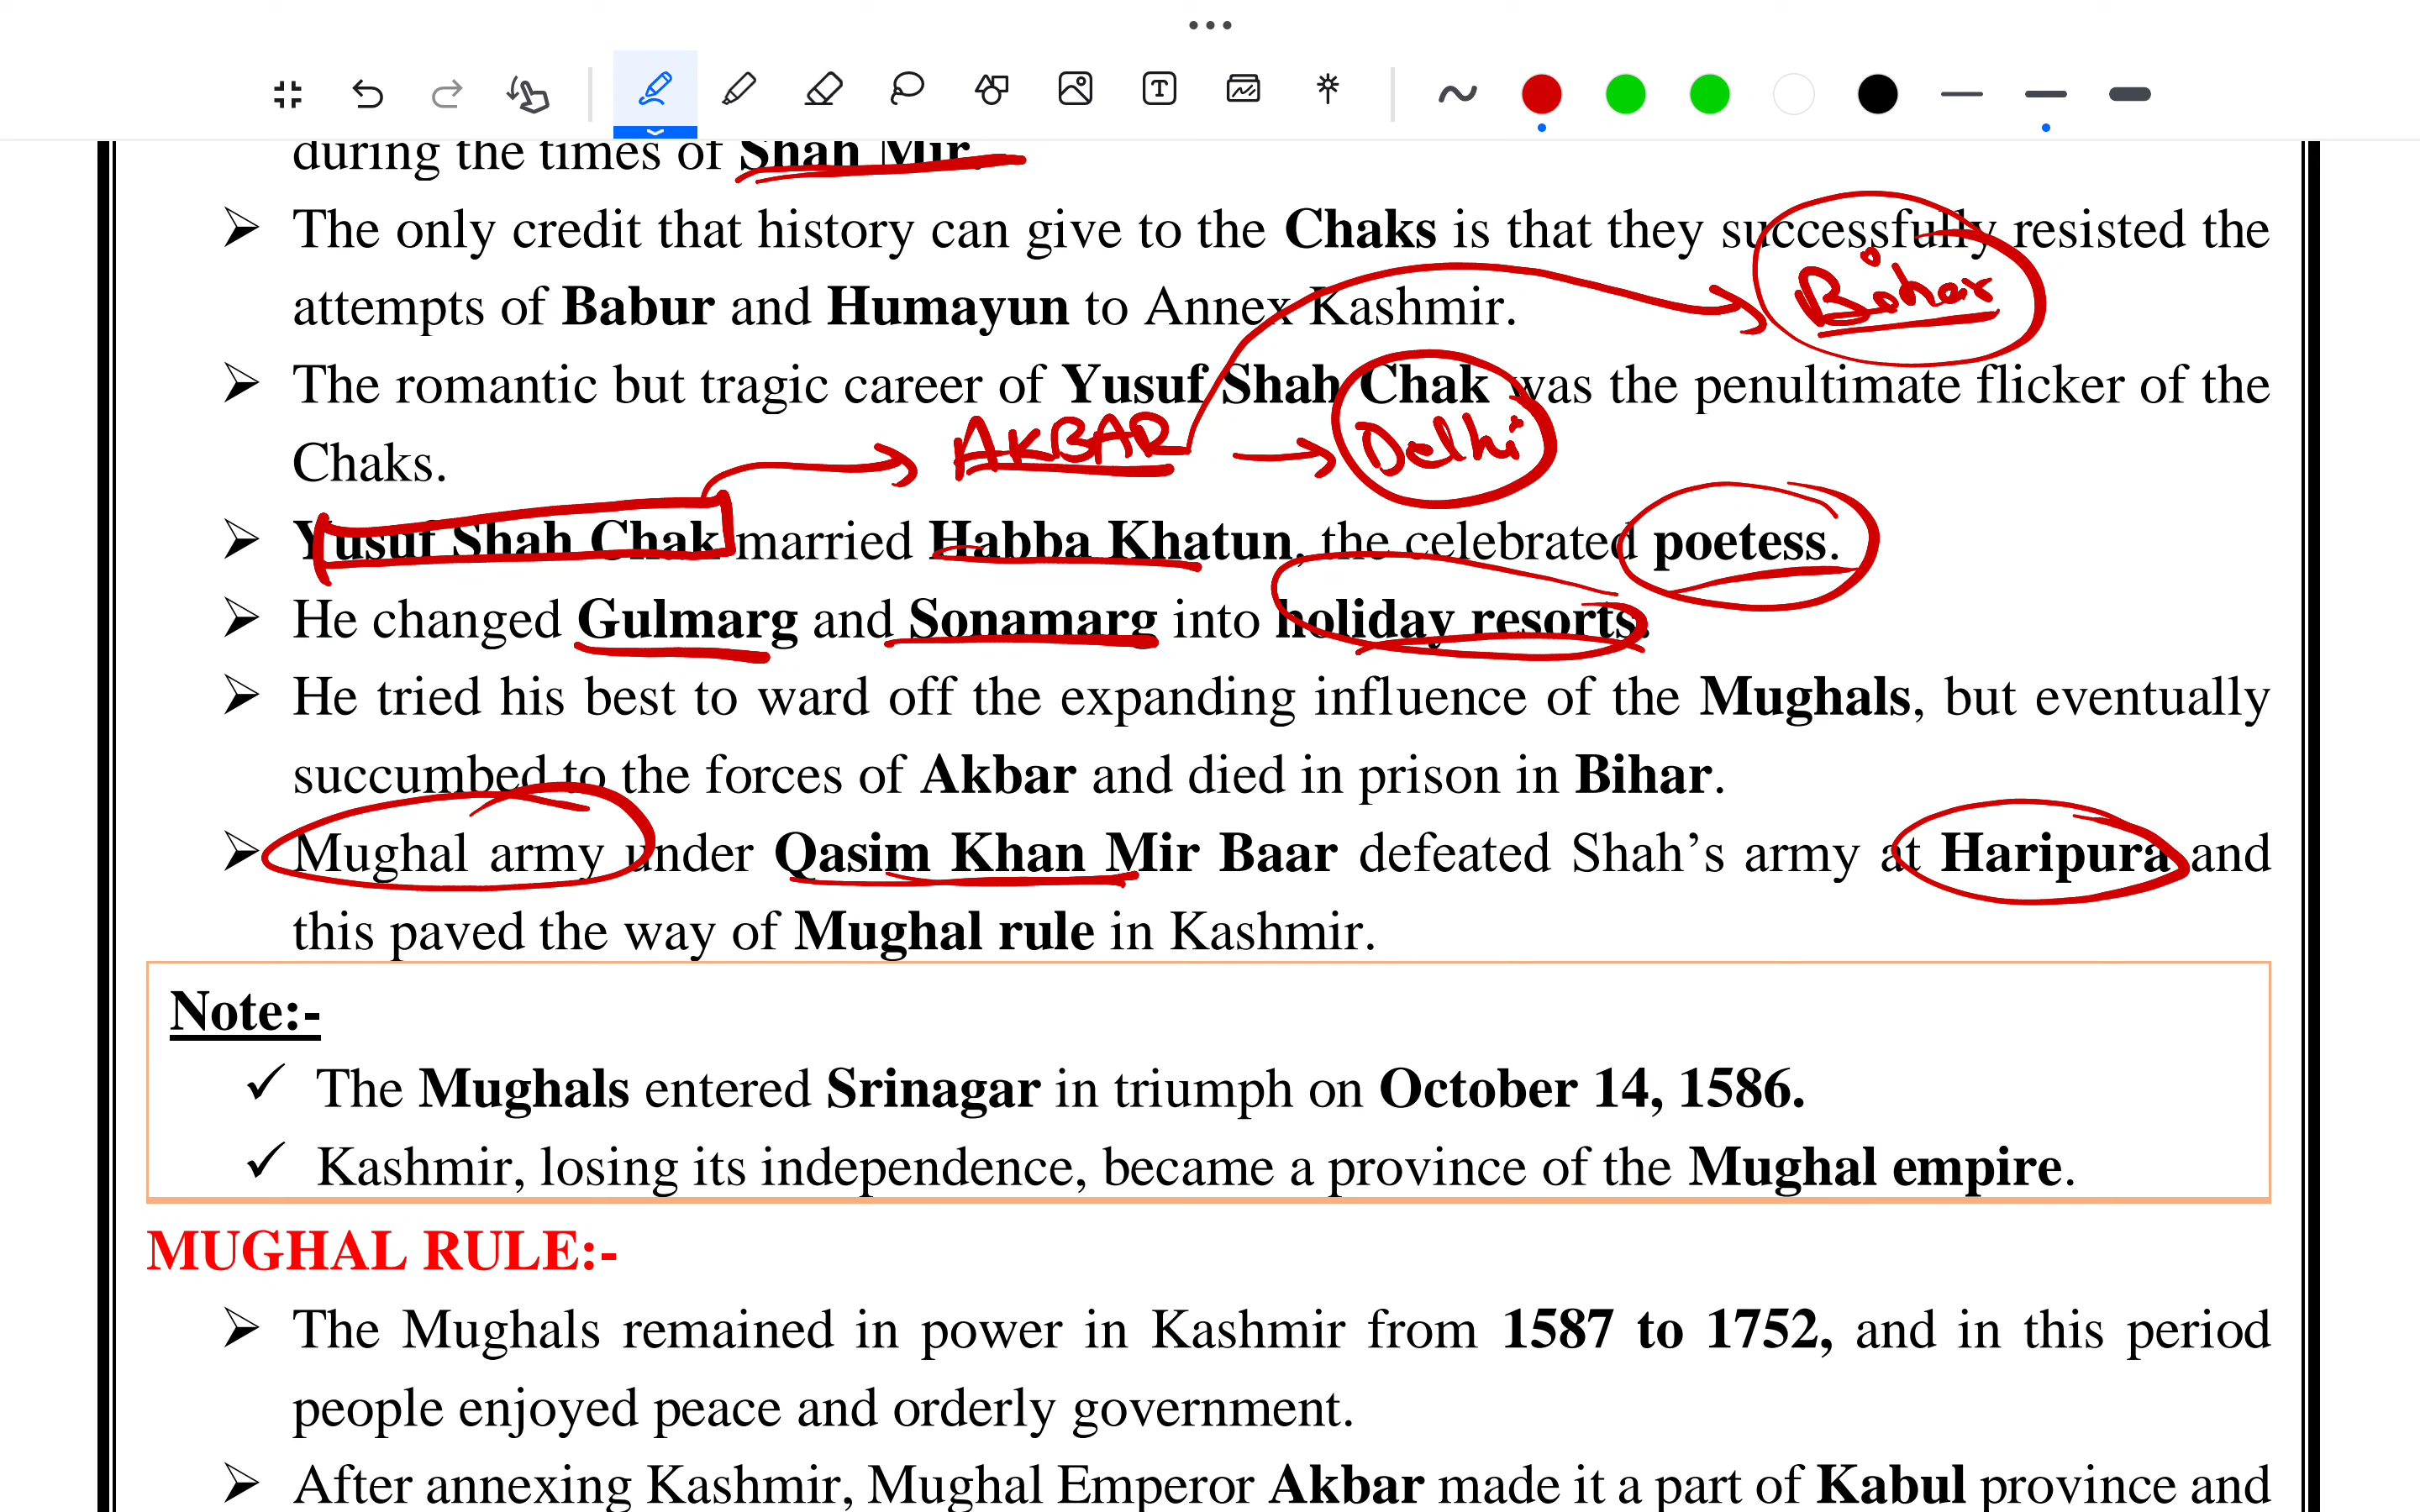 during the times of Shah Mir.
➢ The only credit that history can give to the Chaks is that they successfully resisted the
Bihar
attempts of Babur and Humayun to Annex Kashmir.
➢ The romantic but tragic career of Yusuf Shah Chak was the penultimate flicker of the
Chaks.
AKBAR → Delhi
➢ Yusuf Shah Chak married Habba Khatun, the celebrated poetess.
➢ He changed Gulmarg and Sonamarg into holiday resorts.
➢ He tried his best to ward off the expanding influence of the Mughals, but eventually
succumbed to the forces of Akbar and died in prison in Bihar.
➢ Mughal army under Qasim Khan Mir Baar defeated Shah’s army at Haripura and
this paved the way of Mughal rule in Kashmir.
Note:-
✓ The Mughals entered Srinagar in triumph on October 14, 1586.
✓ Kashmir, losing its independence, became a province of the Mughal empire.
MUGHAL RULE:-
➢ The Mughals remained in power in Kashmir from 1587 to 1752, and in this period
people enjoyed peace and orderly government.
➢ After annexing Kashmir, Mughal Emperor Akbar made it a part of Kabul province and